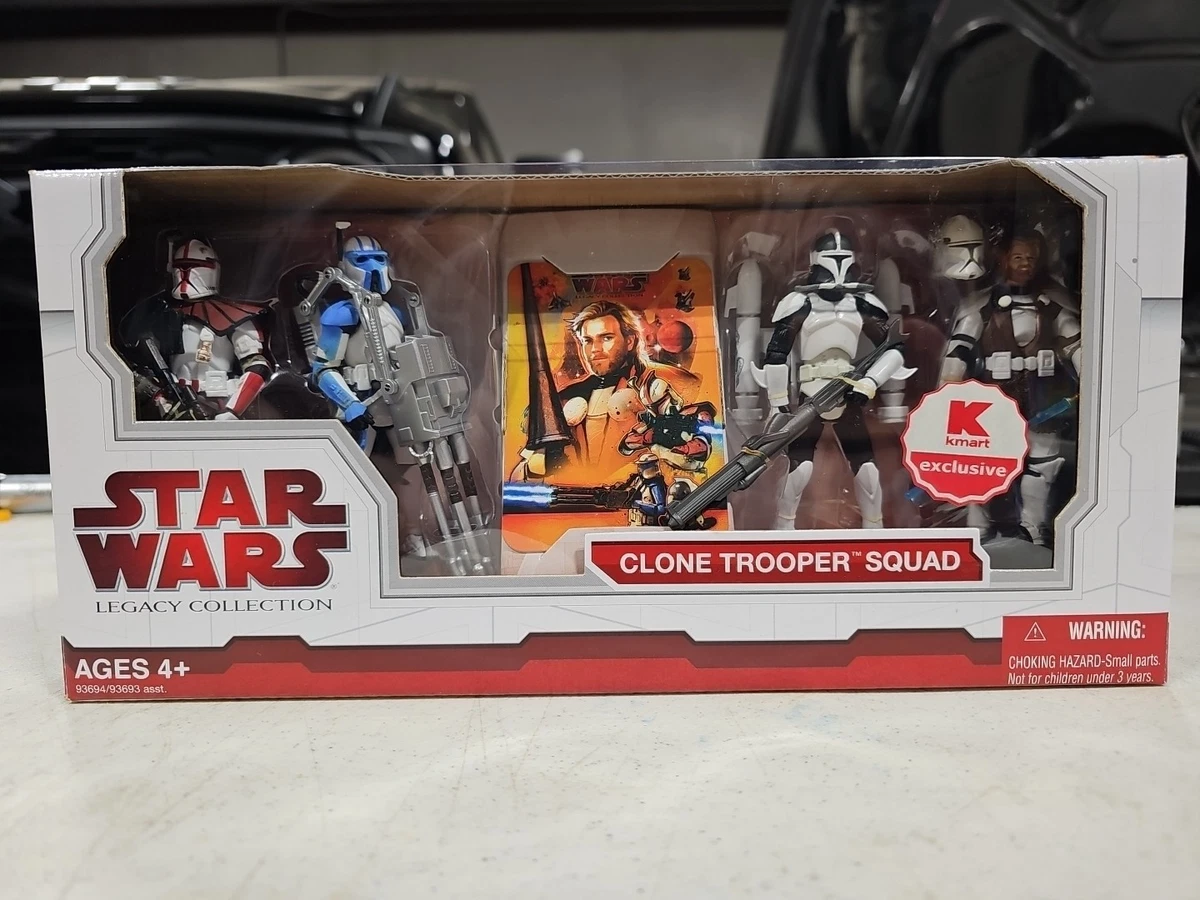 WARS
K
kmart
exclusive
STAR
WARS
LEGACY COLLECTION
CLONE TROOPER™ SQUAD
AGES 4+
93694/93693 asst.
⚠ WARNING:
CHOKING HAZARD-Small parts.
Not for children under 3 years.